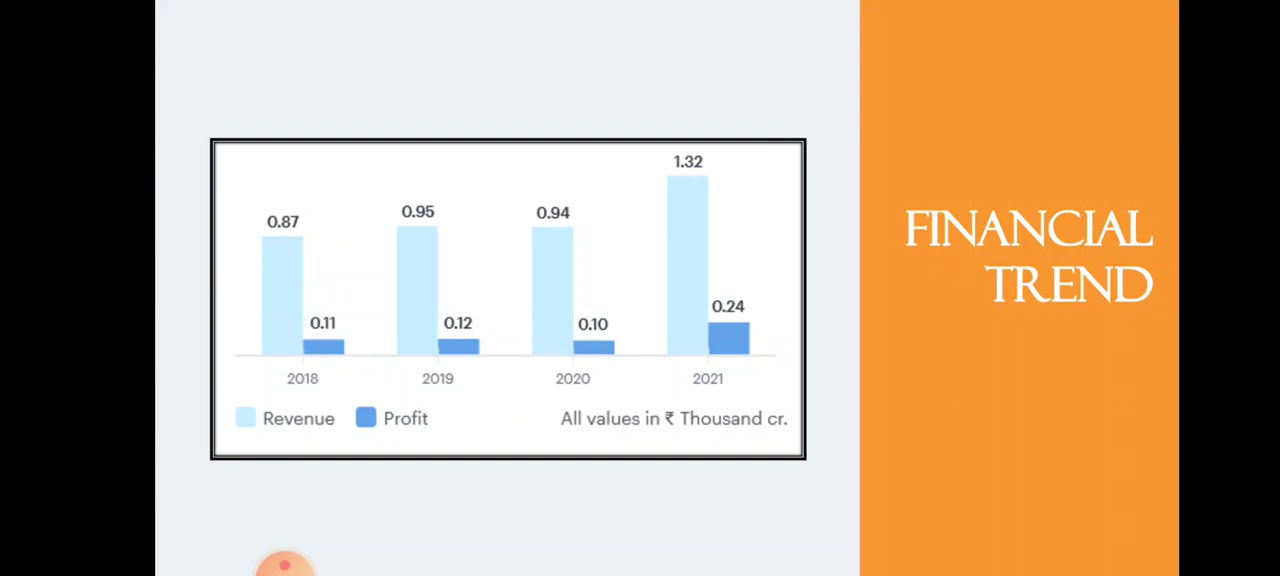 FINANCIAL
TREND
1.32
0.87
0.95
0.94
0.11
0.12
0.10
0.24
2018
2019
2020
2021
Revenue
Profit
All values in ₹ Thousand cr.